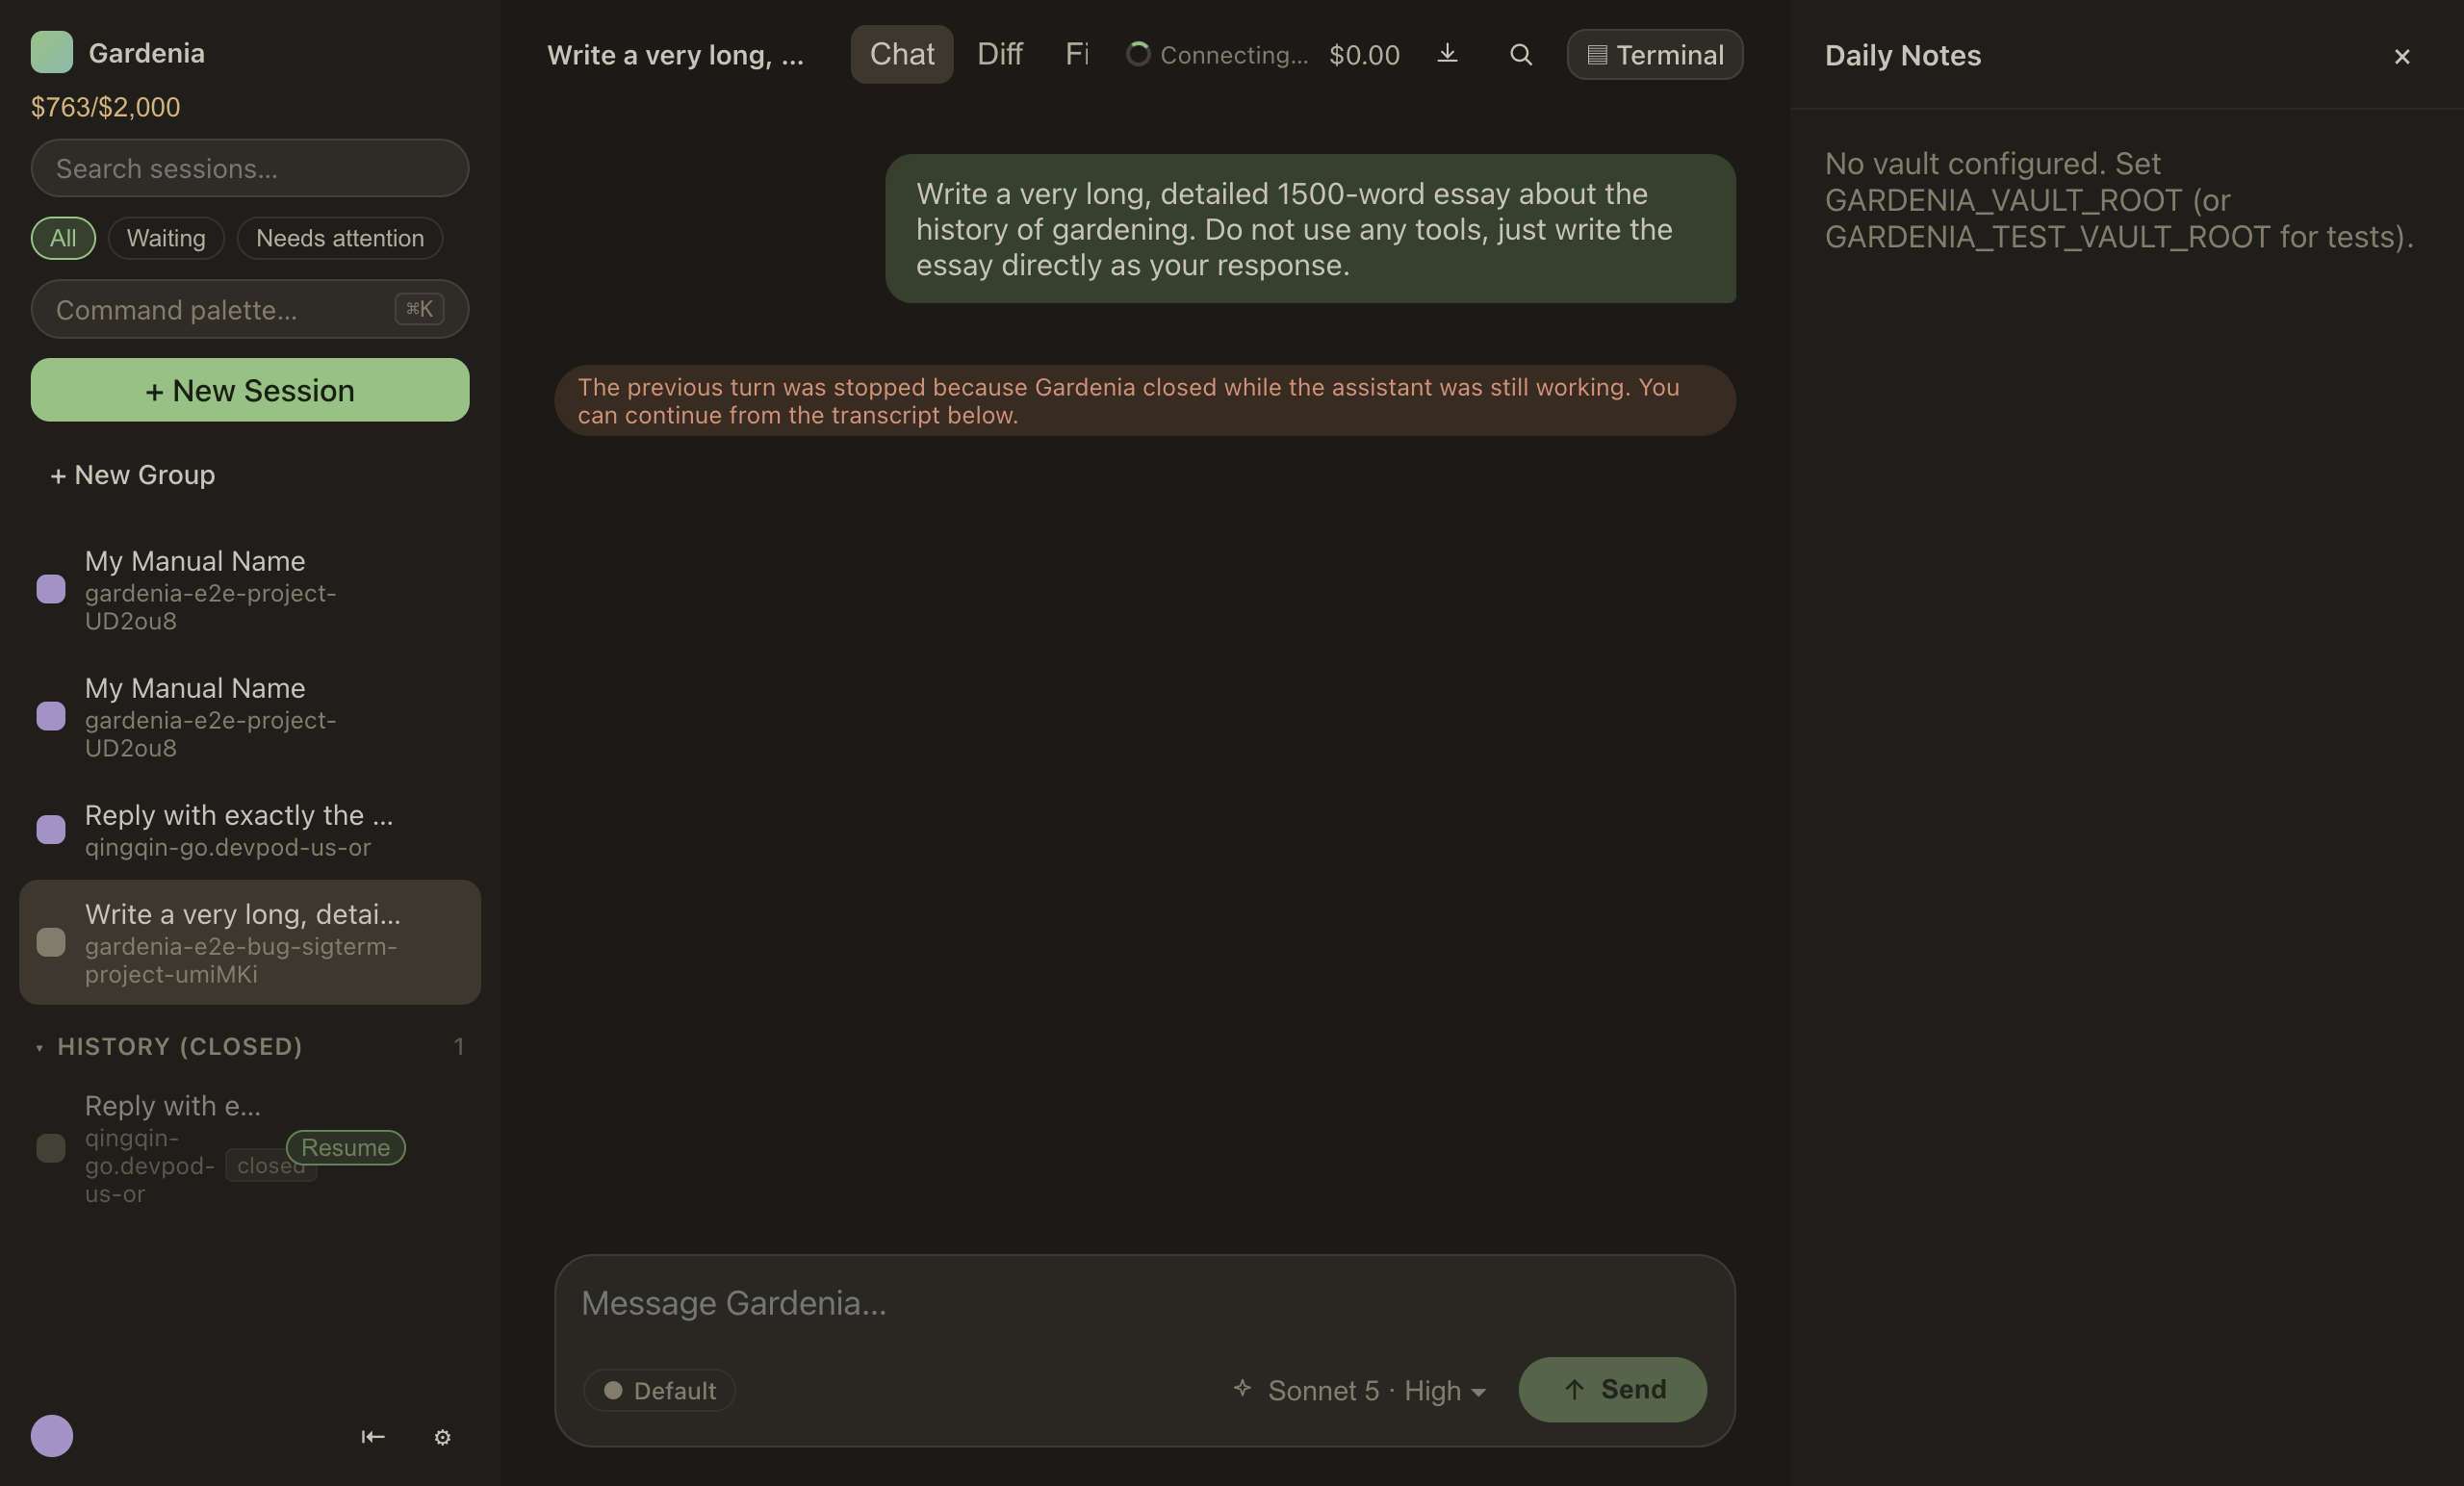 Gardenia
$763/$2,000
Search sessions...
All
Waiting
Needs attention
Command palette...
⌘K
+ New Session
+ New Group
My Manual Name
gardenia-e2e-project-
UD2ou8
My Manual Name
gardenia-e2e-project-
UD2ou8
Reply with exactly the ...
qingqin-go.devpod-us-or
Write a very long, detai...
gardenia-e2e-bug-sigterm-
project-umiMKi
HISTORY (CLOSED)
1
Reply with e...
qingqin-
go.devpod-
us-or
closed
Resume
Write a very long, ...
Chat
Diff
Fi
Connecting...
$0.00
Terminal
Write a very long, detailed 1500-word essay about the
history of gardening. Do not use any tools, just write the
essay directly as your response.
The previous turn was stopped because Gardenia closed while the assistant was still working. You
can continue from the transcript below.
Message Gardenia...
Default
Sonnet 5 · High
Send
Daily Notes
No vault configured. Set
GARDENIA_VAULT_ROOT (or
GARDENIA_TEST_VAULT_ROOT for tests).